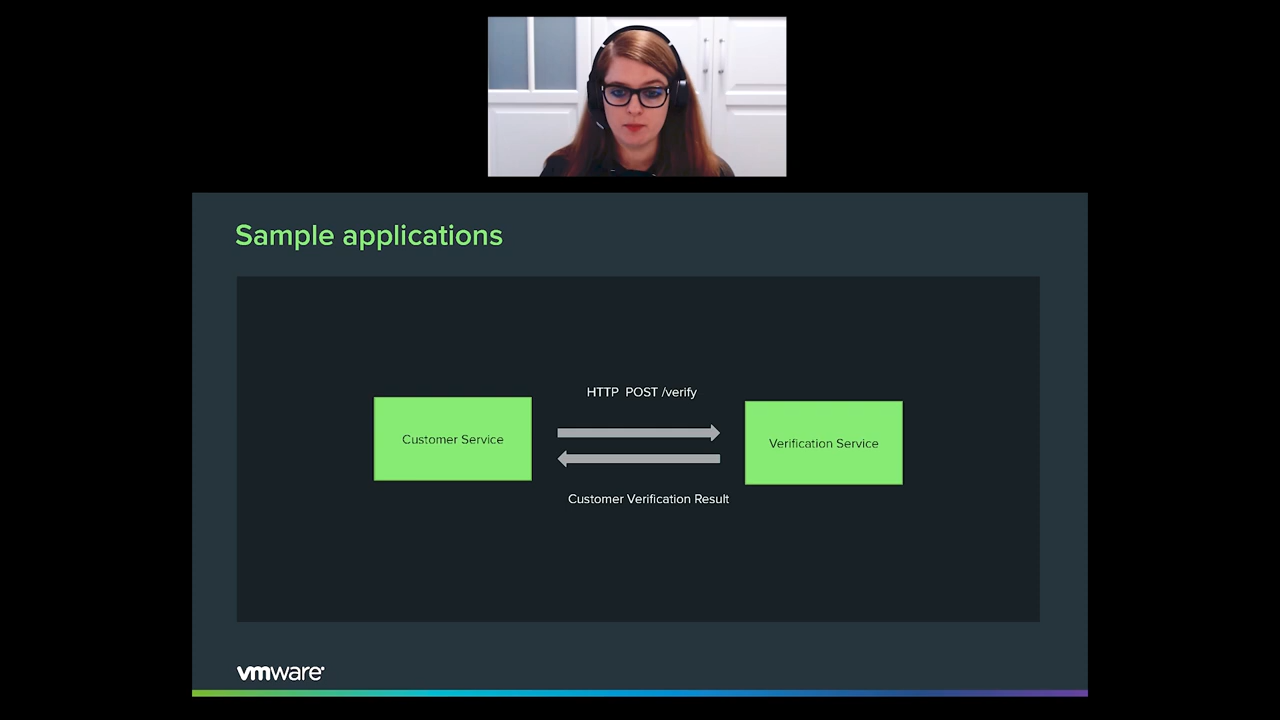 Sample applications
HTTP POST /verify
Customer Service
Verification Service
Customer Verification Result
vmware